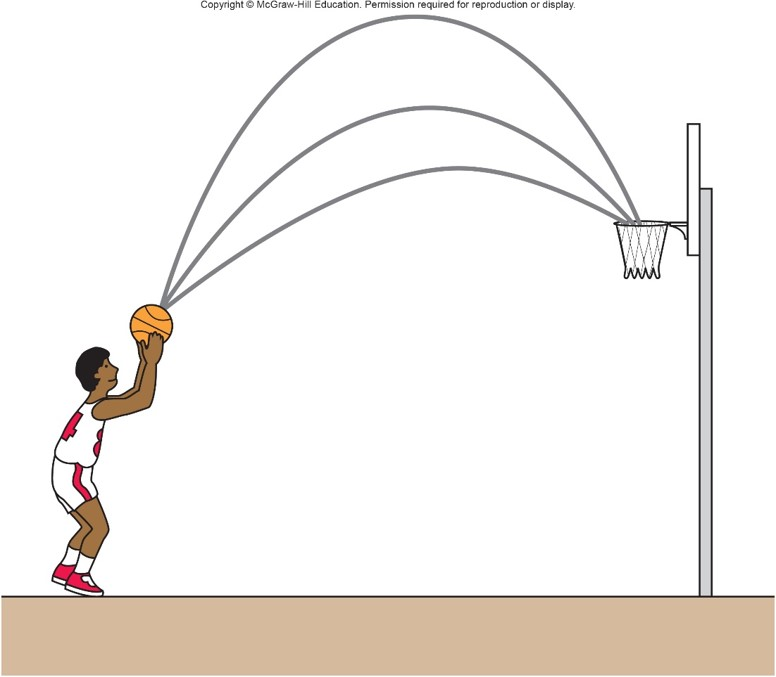 Copyright © McGraw-Hill Education. Permission required for reproduction or display.